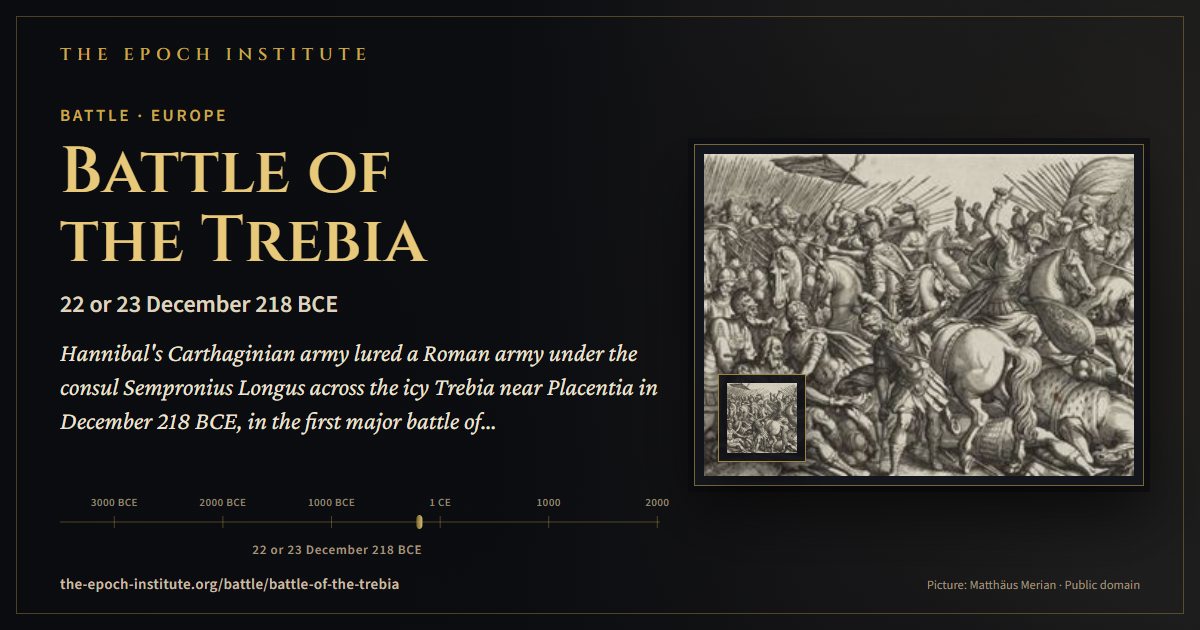 THE EPOCH INSTITUTE
BATTLE · EUROPE
BATTLE OF
THE TREBIA
22 or 23 December 218 BCE
Hannibal's Carthaginian army lured a Roman army under the
consul Sempronius Longus across the icy Trebia near Placentia in
December 218 BCE, in the first major battle of...
3000 BCE 2000 BCE 1000 BCE 1 CE 1000 2000
22 or 23 December 218 BCE
the-epoch-institute.org/battle/battle-of-the-trebia
Picture: Matthäus Merian · Public domain